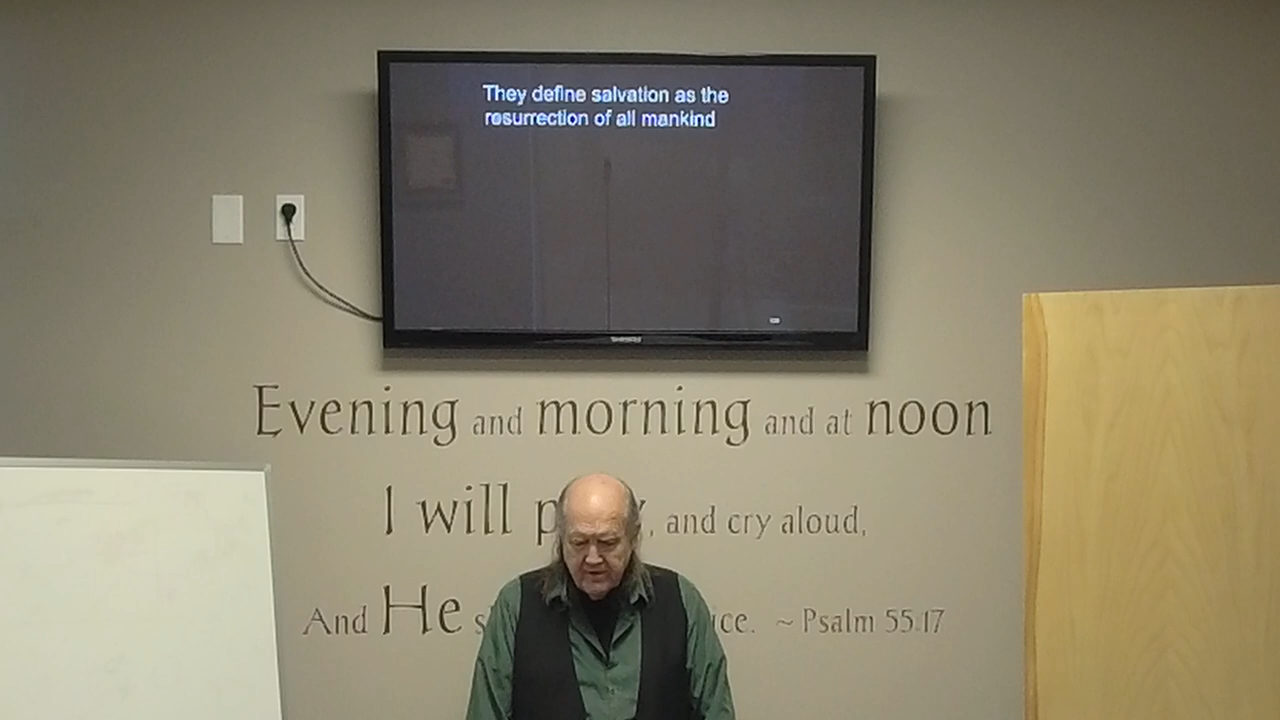 They define salvation as the
resurrection of all mankind
Evening and morning and at noon
I will , and cry aloud,
And He ~ Psalm 55:17